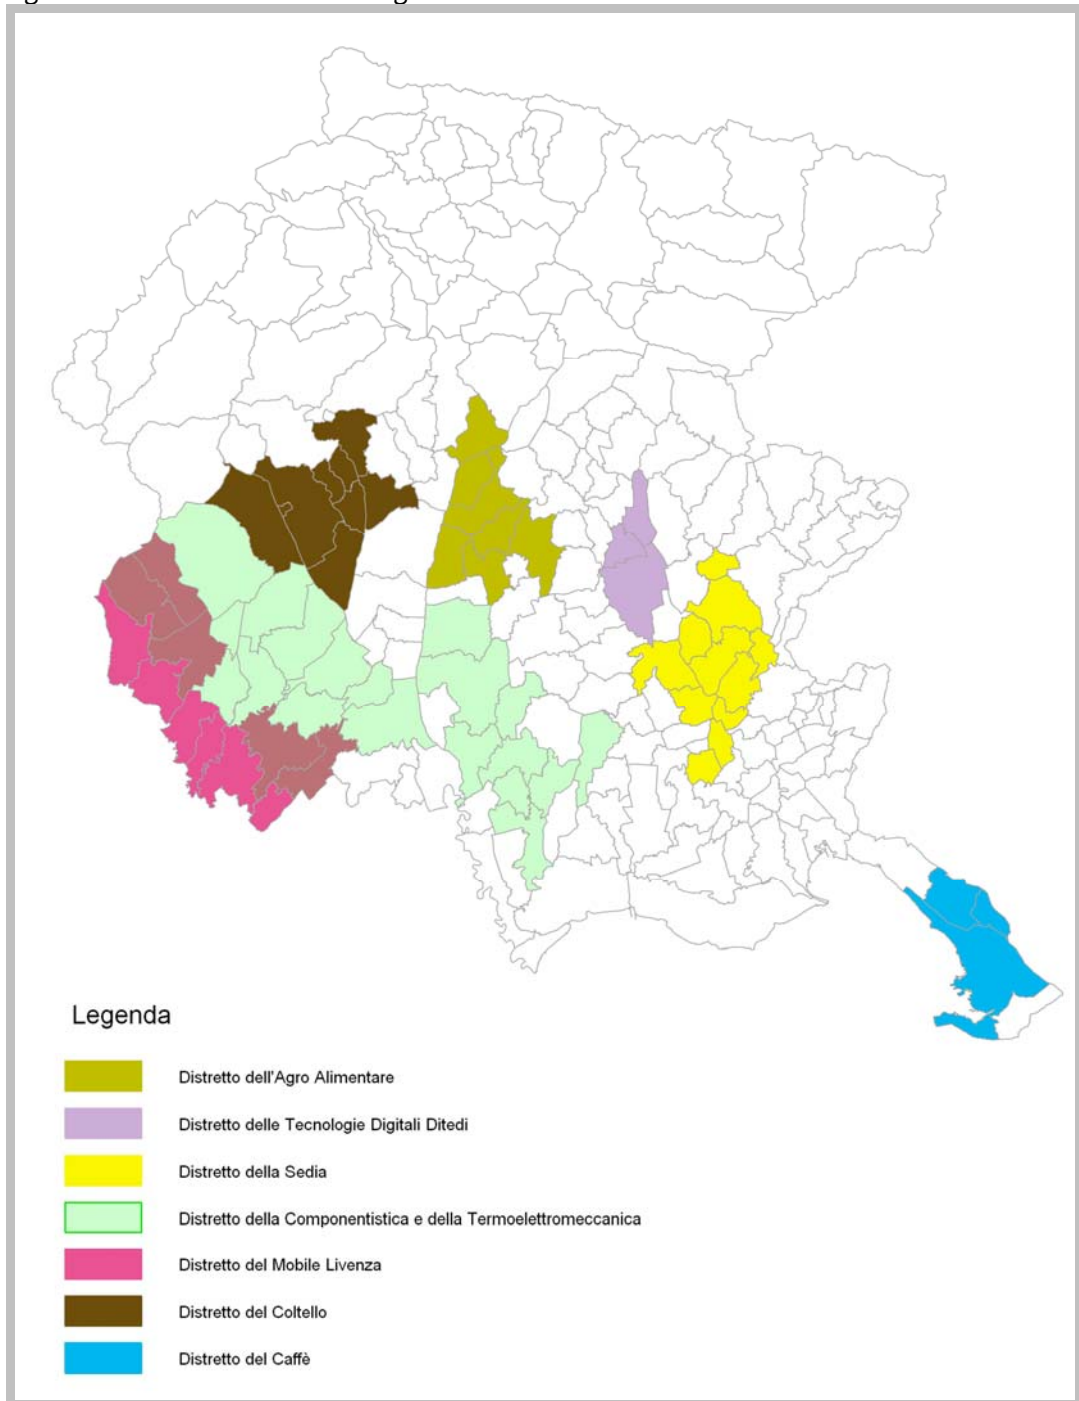 Legenda
Distretto dell'Agro Alimentare
Distretto delle Tecnologie Digitali Ditedi
Distretto della Sedia
Distretto della Componentistica e della Termoelettromeccanica
Distretto del Mobile Livenza
Distretto del Coltello
Distretto del Caffè